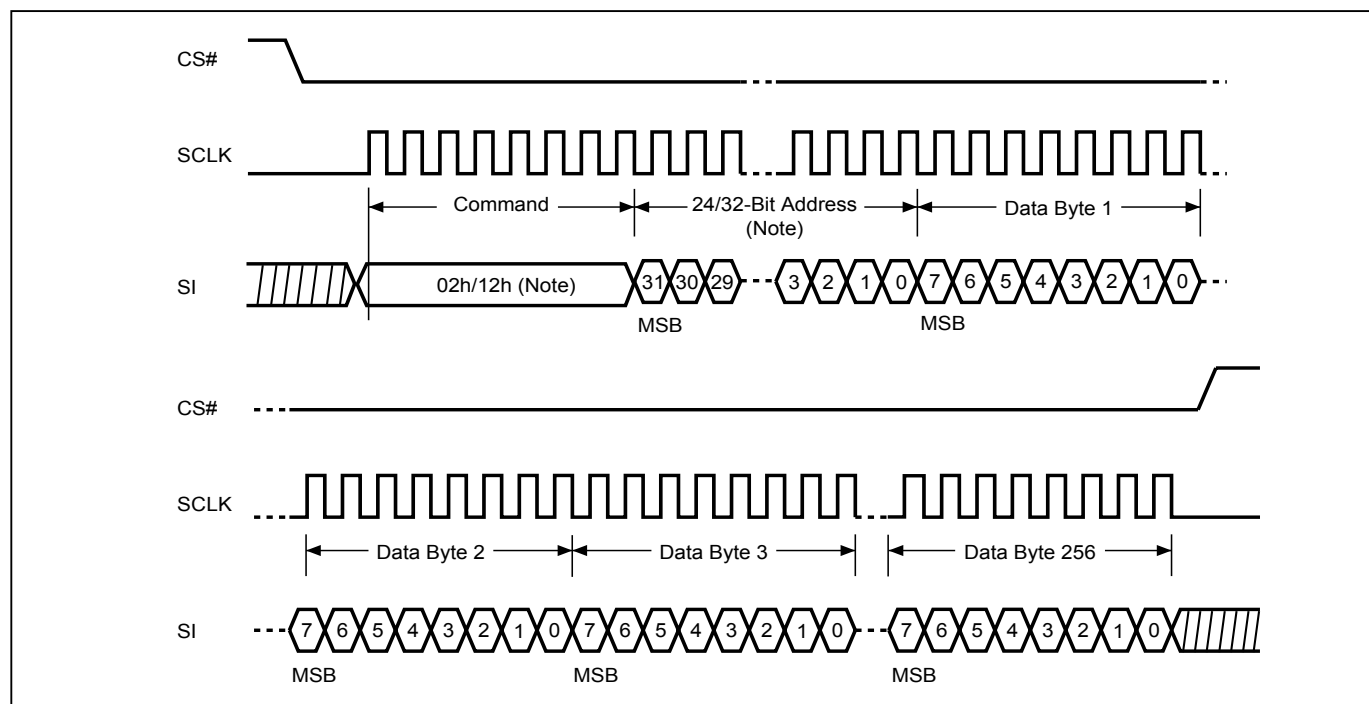 CS#
SCLK
Command
24/32-Bit Address
(Note)
Data Byte 1
SI
02h/12h (Note)
31 30 29 3 2 1 0 7 6 5 4 3 2 1 0
MSB MSB
CS#
SCLK
Data Byte 2 Data Byte 3 Data Byte 256
SI
7 6 5 4 3 2 1 0 7 6 5 4 3 2 1 0 7 6 5 4 3 2 1 0
MSB MSB MSB